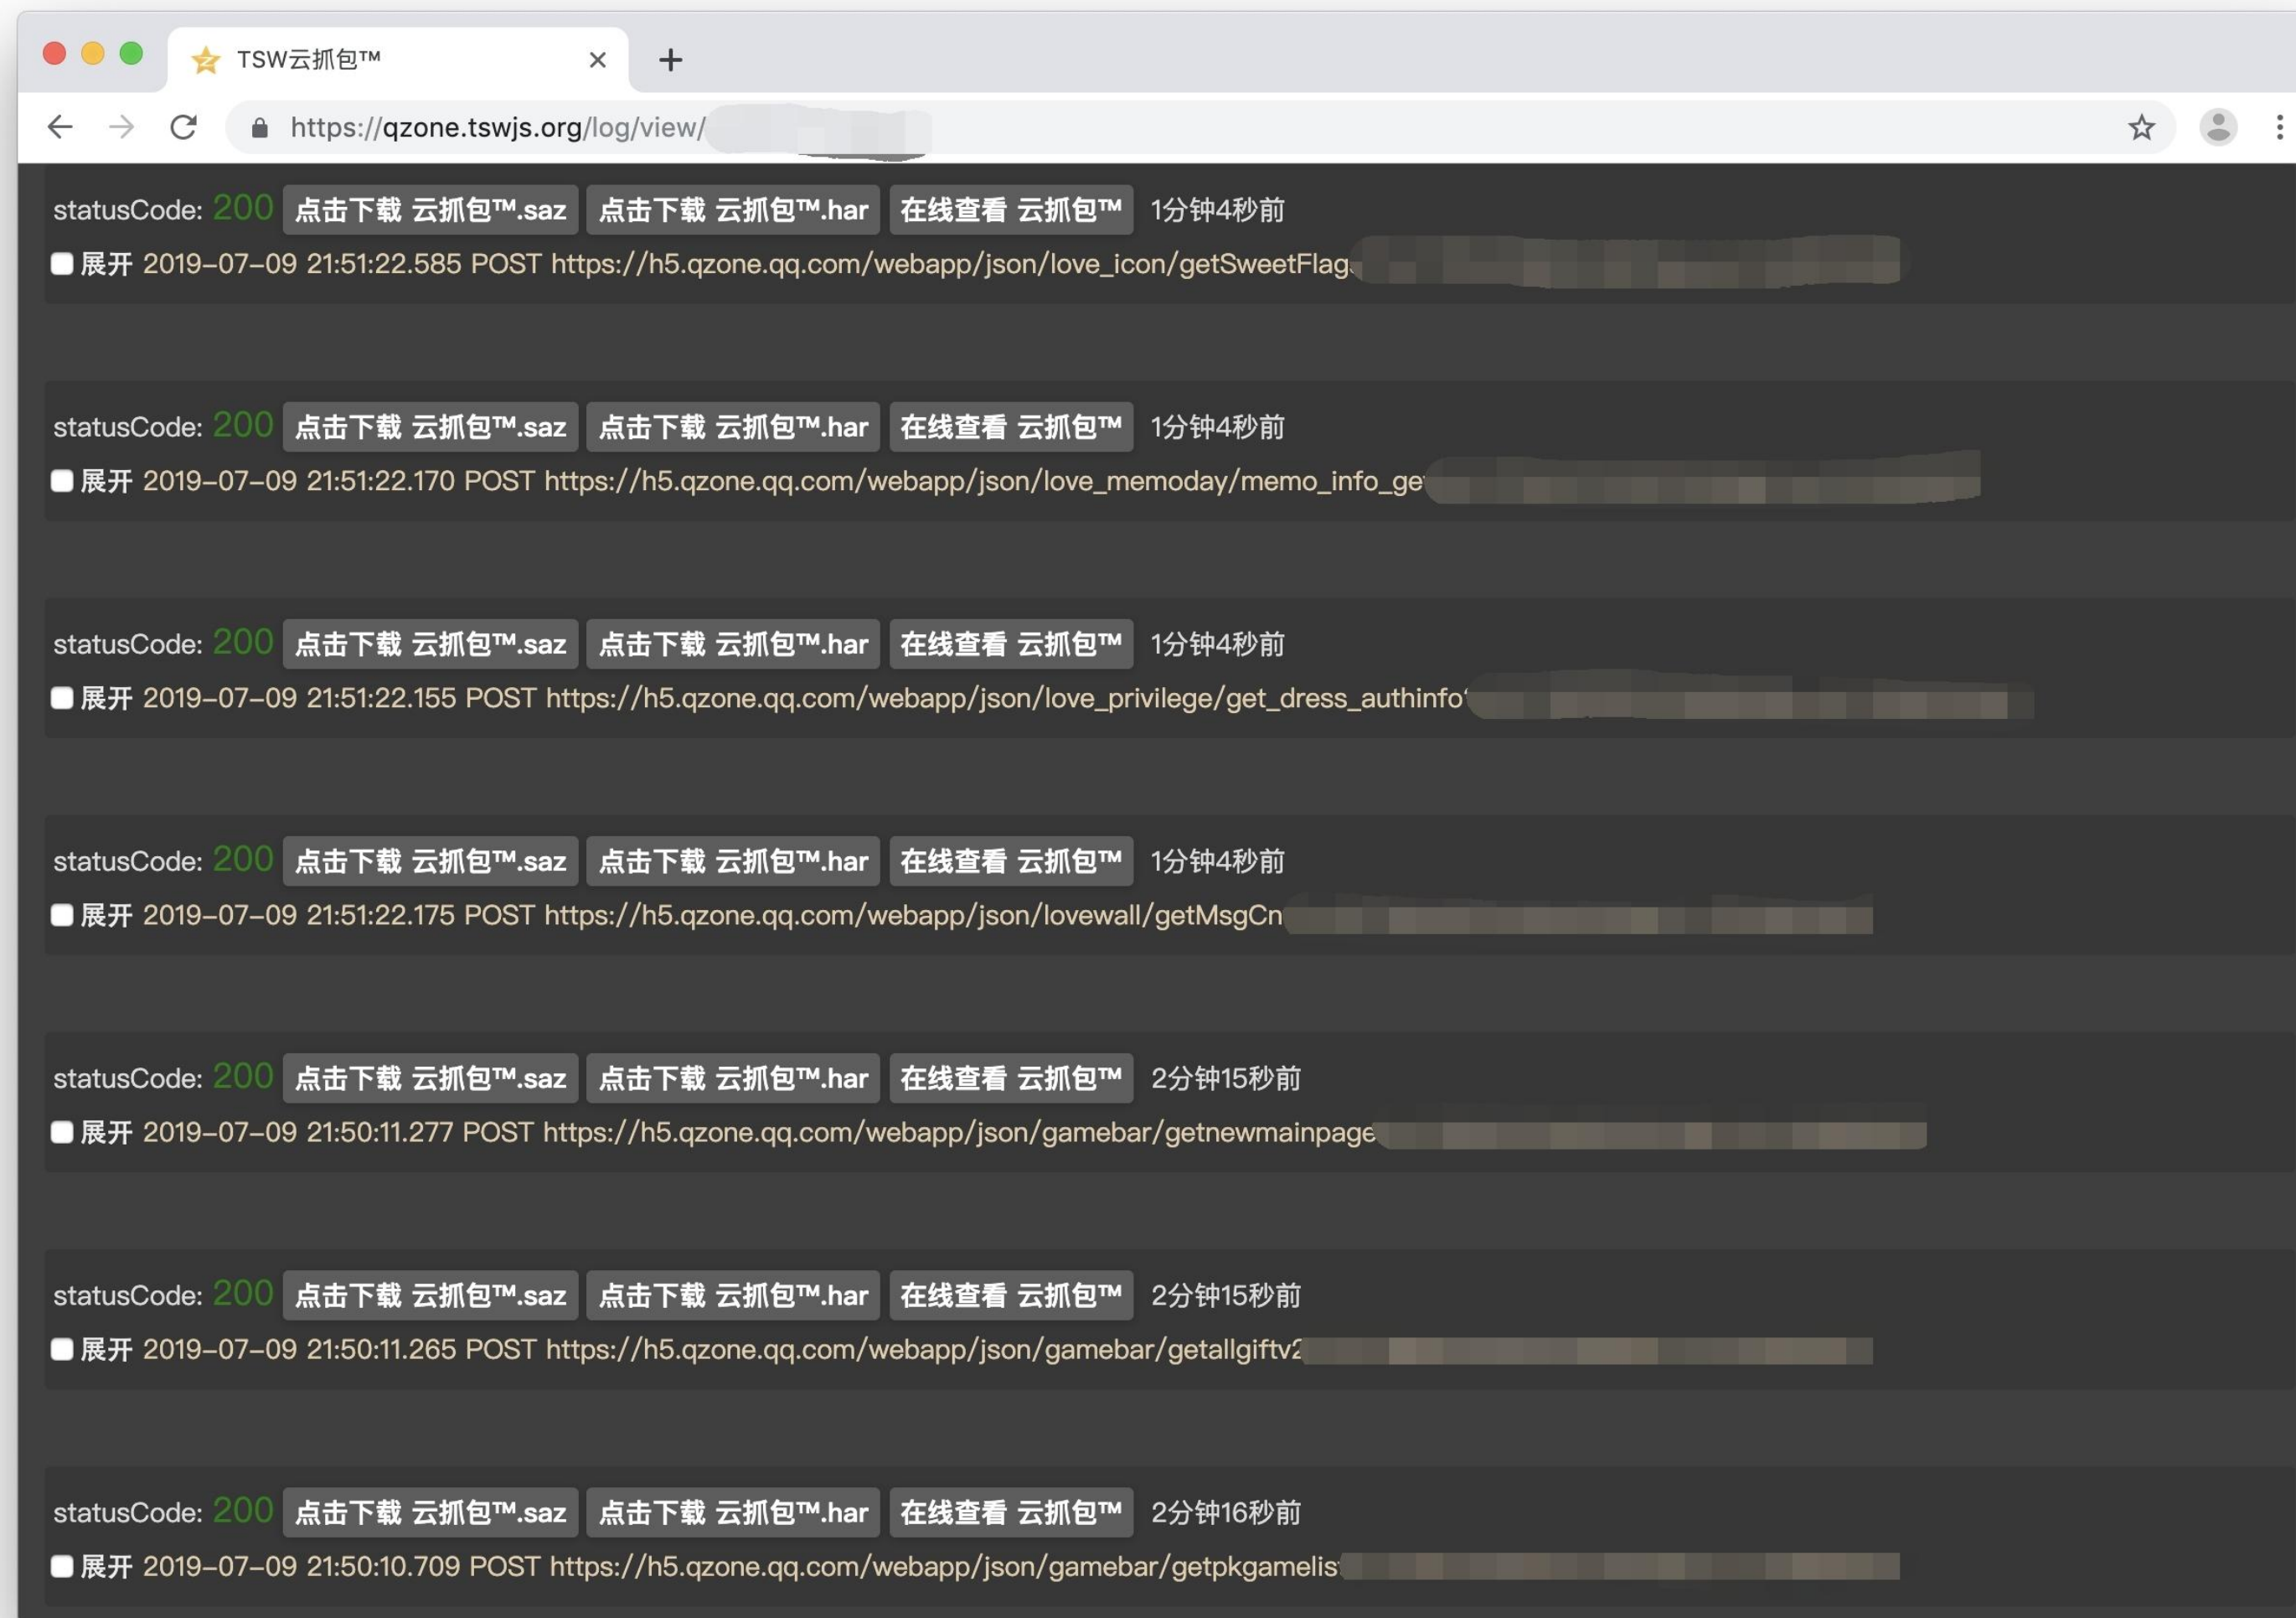 TSW云抓包™
https://qzone.tswjs.org/log/view/
statusCode: 200 点击下载 云抓包™.saz 点击下载 云抓包™.har 在线查看 云抓包™ 1分钟4秒前
展开 2019-07-09 21:51:22.585 POST https://h5.qzone.qq.com/webapp/json/love_icon/getSweetFlag
statusCode: 200 点击下载 云抓包™.saz 点击下载 云抓包™.har 在线查看 云抓包™ 1分钟4秒前
展开 2019-07-09 21:51:22.170 POST https://h5.qzone.qq.com/webapp/json/love_memoday/memo_info_ge
statusCode: 200 点击下载 云抓包™.saz 点击下载 云抓包™.har 在线查看 云抓包™ 1分钟4秒前
展开 2019-07-09 21:51:22.155 POST https://h5.qzone.qq.com/webapp/json/love_privilege/get_dress_authinfo
statusCode: 200 点击下载 云抓包™.saz 点击下载 云抓包™.har 在线查看 云抓包™ 1分钟4秒前
展开 2019-07-09 21:51:22.175 POST https://h5.qzone.qq.com/webapp/json/lovewall/getMsgCn
statusCode: 200 点击下载 云抓包™.saz 点击下载 云抓包™.har 在线查看 云抓包™ 2分钟15秒前
展开 2019-07-09 21:50:11.277 POST https://h5.qzone.qq.com/webapp/json/gamebar/getnewmainpage
statusCode: 200 点击下载 云抓包™.saz 点击下载 云抓包™.har 在线查看 云抓包™ 2分钟15秒前
展开 2019-07-09 21:50:11.265 POST https://h5.qzone.qq.com/webapp/json/gamebar/getallgiftv2
statusCode: 200 点击下载 云抓包™.saz 点击下载 云抓包™.har 在线查看 云抓包™ 2分钟16秒前
展开 2019-07-09 21:50:10.709 POST https://h5.qzone.qq.com/webapp/json/gamebar/getpkgamelis